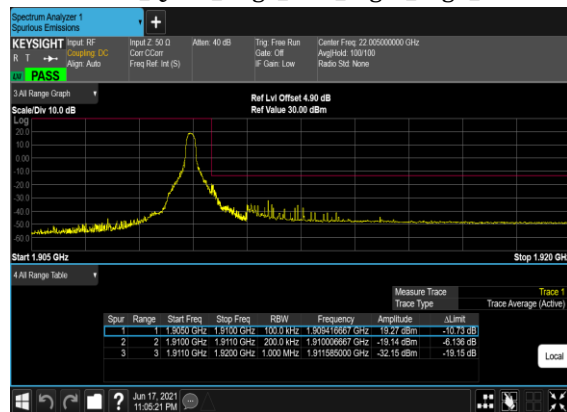 Spectrum Analyzer 1
Spurious Emissions
+
KEYSIGHT Input: RF Input Z: 50 Ω Atten: 40 dB Trig: Free Run Center Freq: 22.005000000 GHz
R T Coupling: DC Corr CCorr Gate: Off Avg|Hold: 100/100
Align: Auto Freq Ref: Int (S) IF Gain: Low Radio Std: None
PASS
3 All Range Graph
Ref Lvl Offset 4.90 dB
Scale/Div 10.0 dB Ref Value 30.00 dBm
Log
20.0
10.0
0.00
-10.0
-20.0
-30.0
-40.0
-50.0
-60.0
Start 1.905 GHz Stop 1.920 GHz
4 All Range Table
Measure Trace Trace 1
Trace Type Trace Average (Active)
Spur Range Start Freq Stop Freq RBW Frequency Amplitude ΔLimit
1 1 1.9050 GHz 1.9100 GHz 100.0 kHz 1.909416667 GHz 19.27 dBm -10.73 dB
2 2 1.9100 GHz 1.9110 GHz 200.0 kHz 1.910006667 GHz -19.14 dBm -6.136 dB
3 3 1.9110 GHz 1.9200 GHz 1.000 MHz 1.911585000 GHz -32.15 dBm -19.15 dB
Local
? Jun 17, 2021
11:05:21 PM